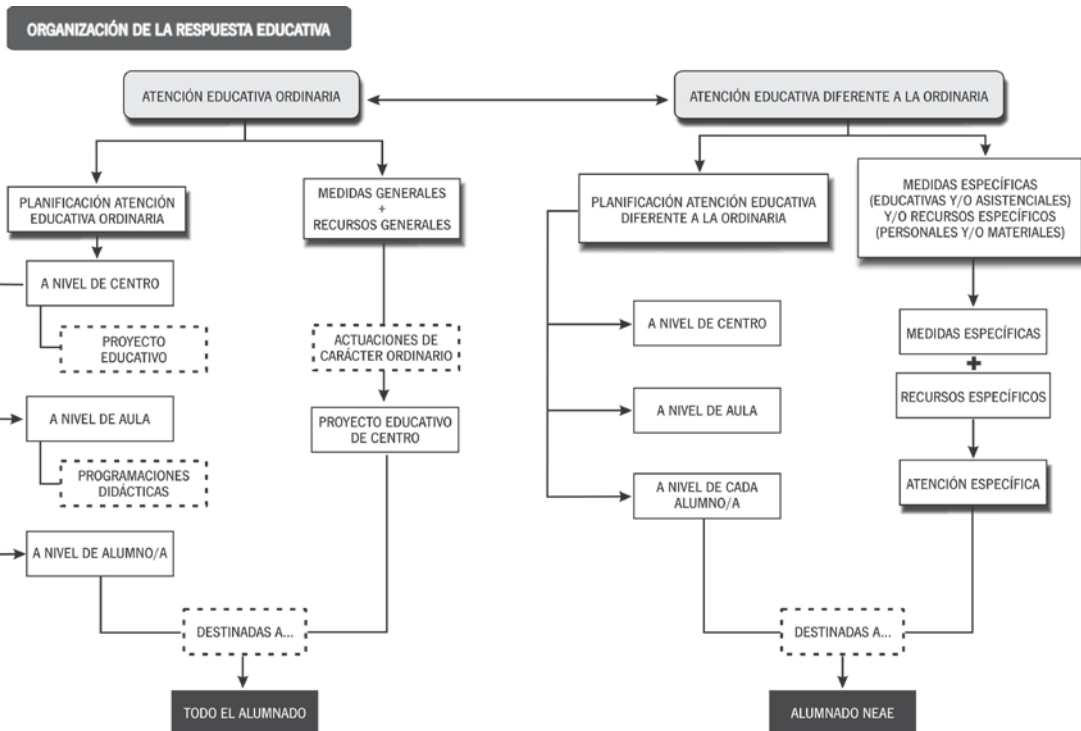 ORGANIZACIÓN DE LA RESPUESTA EDUCATIVA
ATENCIÓN EDUCATIVA ORDINARIA
PLANIFICACIÓN ATENCIÓN
EDUCATIVA ORDINARIA
A NIVEL DE CENTRO
PROYECTO
EDUCATIVO
A NIVEL DE AULA
PROGRAMACIONES
DIDÁCTICAS
A NIVEL DE ALUMNO/A
MEDIDAS GENERALES
+
RECURSOS GENERALES
ACTUACIONES DE
CARÁCTER ORDINARIO
PROYECTO EDUCATIVO
DE CENTRO
DESTINADAS A...
TODO EL ALUMNADO
ATENCIÓN EDUCATIVA DIFERENTE A LA ORDINARIA
PLANIFICACIÓN ATENCIÓN EDUCATIVA
DIFERENTE A LA ORDINARIA
A NIVEL DE CENTRO
A NIVEL DE AULA
A NIVEL DE CADA
ALUMNO/A
MEDIDAS ESPECÍFICAS
(EDUCATIVAS Y/O ASISTENCIALES)
Y/O RECURSOS ESPECÍFICOS
(PERSONALES Y/O MATERIALES)
MEDIDAS ESPECÍFICAS
+
RECURSOS ESPECÍFICOS
ATENCIÓN ESPECÍFICA
DESTINADAS A...
ALUMNADO NEAE